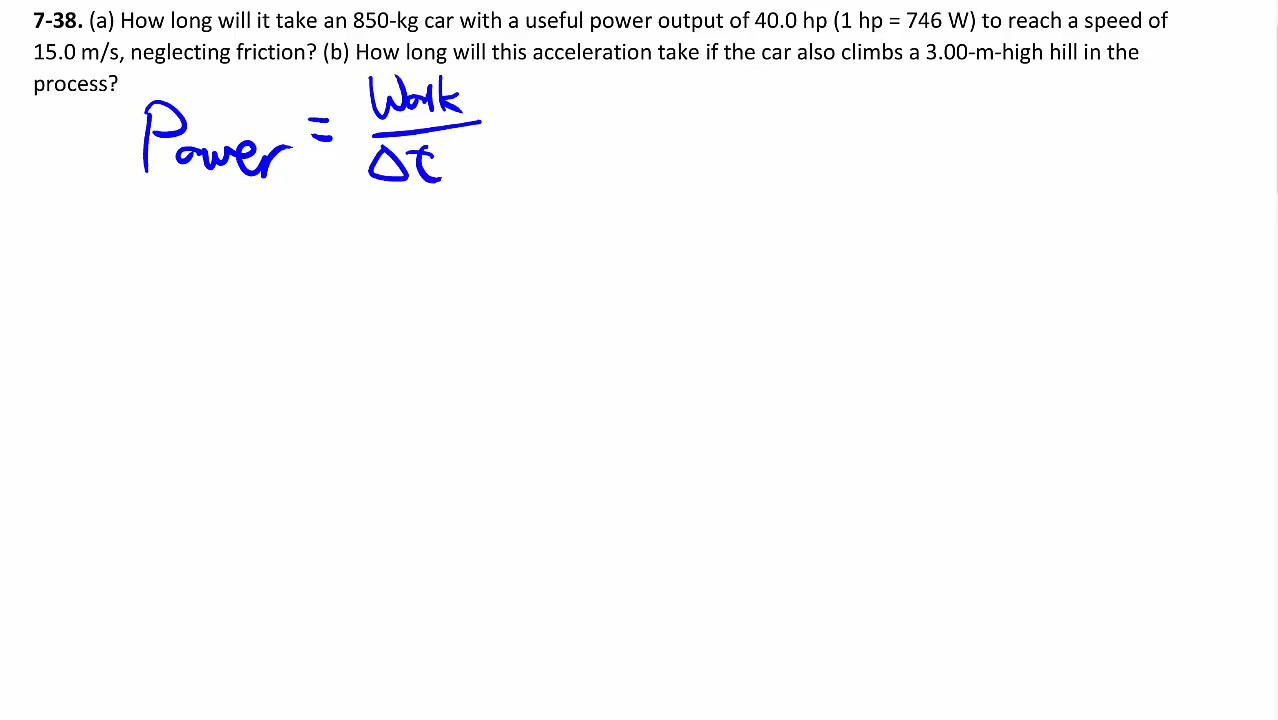 7-38. (a) How long will it take an 850-kg car with a useful power output of 40.0 hp (1 hp = 746 W) to reach a speed of
15.0 m/s, neglecting friction? (b) How long will this acceleration take if the car also climbs a 3.00-m-high hill in the
process?
Power = Work
Δt